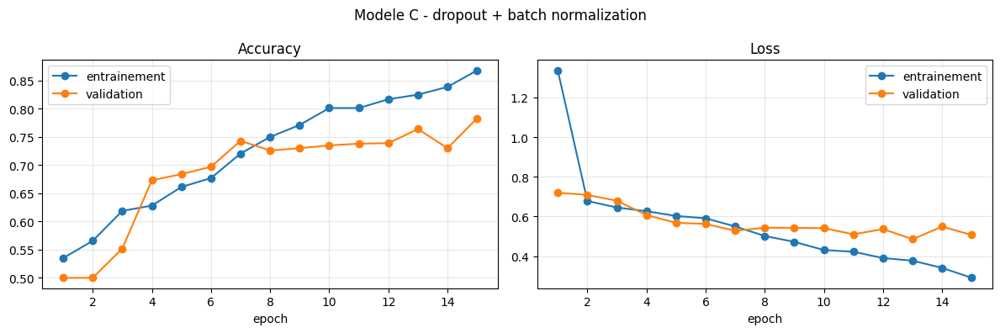 Modele C - dropout + batch normalization
Accuracy
entrainement
validation
0.85
0.80
0.75
0.70
0.65
0.60
0.55
0.50
2 4 6 8 10 12 14
epoch
Loss
entrainement
validation
1.2
1.0
0.8
0.6
0.4
2 4 6 8 10 12 14
epoch